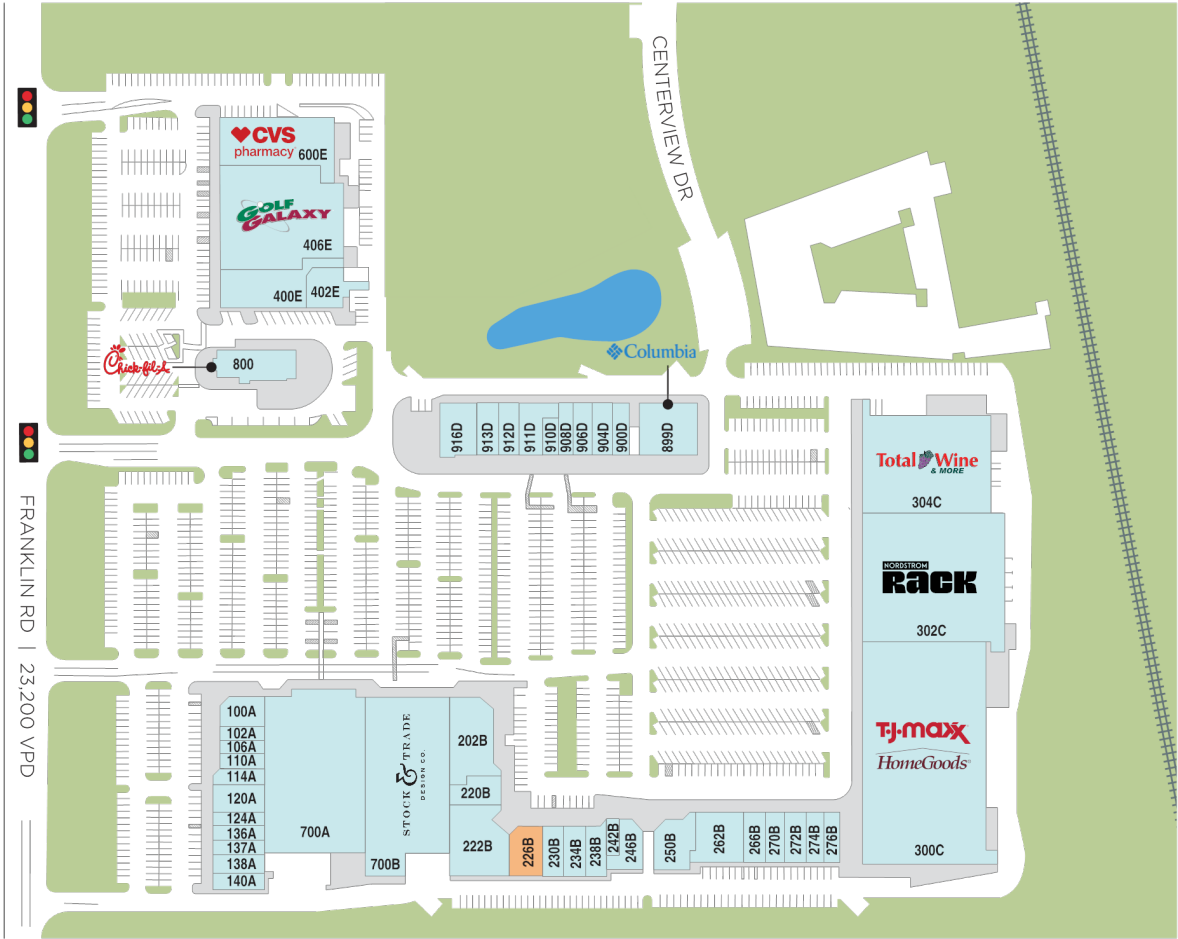 CENTERVIEW DR
CVS
pharmacy
600E
GOLF
GALAXY
406E
400E
402E
Chick-fil-A
800
Columbia
916D
913D
912D
911D
910D
908D
906D
904D
900D
899D
Total Wine
& MORE
304C
NORDSTROM
RACK
302C
FRANKLIN RD | 23,200 VPD
T·J·maxx
HomeGoods
300C
100A
102A
106A
110A
114A
120A
124A
136A
137A
138A
140A
700A
STOCK & TRADE
DESIGN CO.
700B
202B
220B
222B
226B
230B
234B
238B
242B
246B
250B
262B
266B
270B
272B
274B
276B